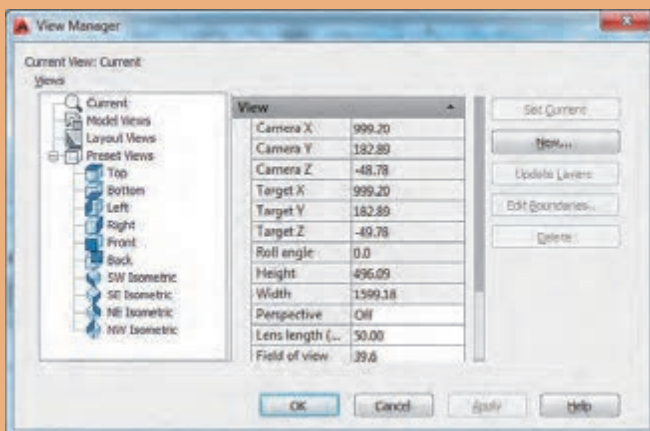 View Manager
Current View: Current
Views
Current
Model Views
Layout Views
Preset Views
Top
Bottom
Left
Right
Front
Back
SW Isometric
SE Isometric
NE Isometric
NW Isometric
View
Camera X 999.20
Camera Y 182.89
Camera Z -48.78
Target X 999.20
Target Y 182.89
Target Z -49.78
Roll angle 0.0
Height 496.09
Width 1599.18
Perspective Off
Lens length (... 50.00
Field of view 39.6
Set Current
New...
Update Layers
Edit Boundaries...
Delete
OK
Cancel
Apply
Help